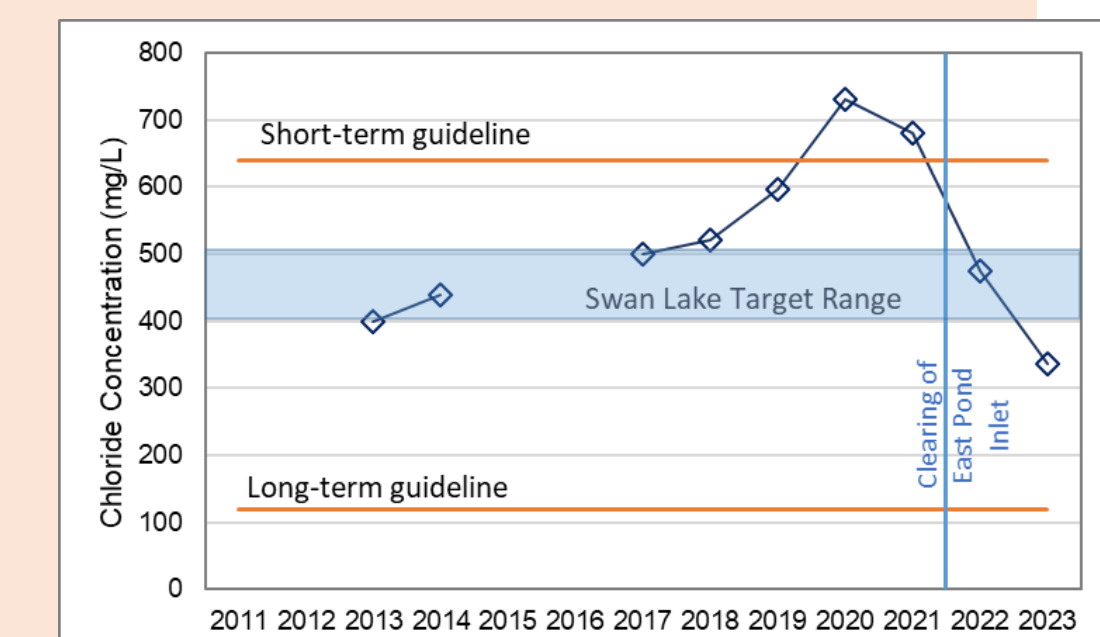 800
700
600
500
400
300
200
100
0
Chloride Concentration (mg/L)
Short-term guideline
Swan Lake Target Range
Long-term guideline
Clearing of
East Pond
Inlet
2011 2012 2013 2014 2015 2016 2017 2018 2019 2020 2021 2022 2023